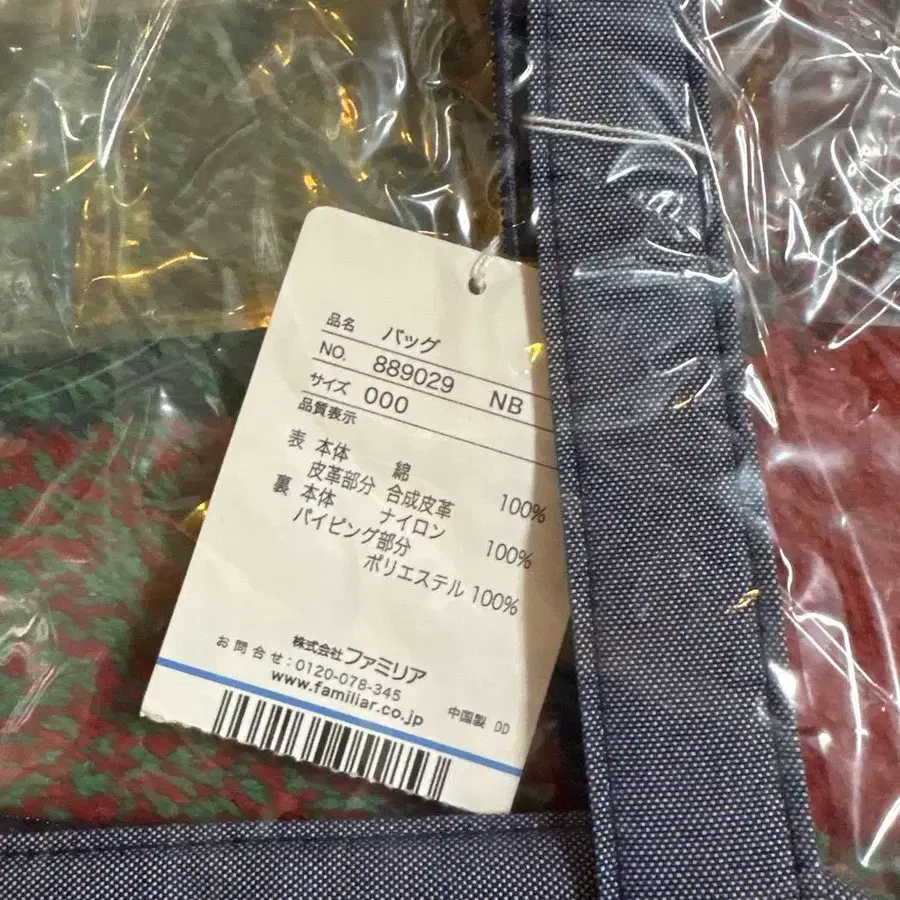 品名 バッグ
NO. 889029 NB
サイズ 000
品質表示
表 本体 綿 100%
皮革部分 合成皮革
裏 本体 ナイロン 100%
パイピング部分
ポリエステル 100%
株式会社ファミリア
お問合せ:0120-078-345
www.familiar.co.jp
中国製 DD